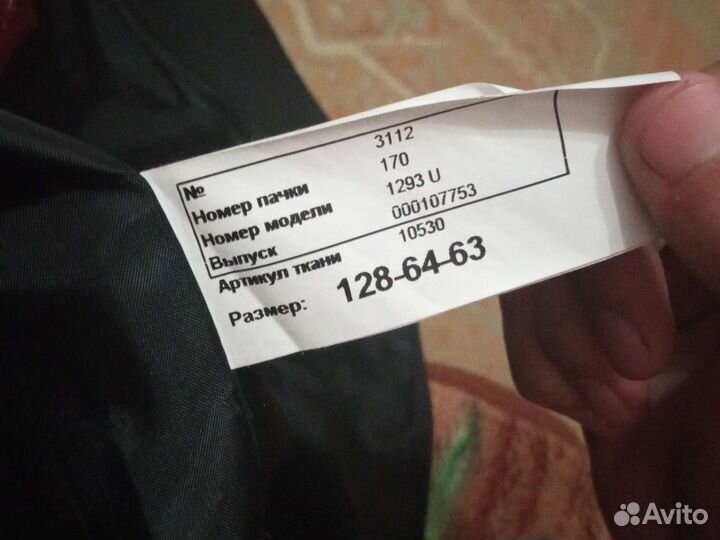 № 3112
Номер пачки 170
Номер модели 1293 U
Выпуск 000107753
Артикул ткани 10530
Размер: 128-64-63
Avito